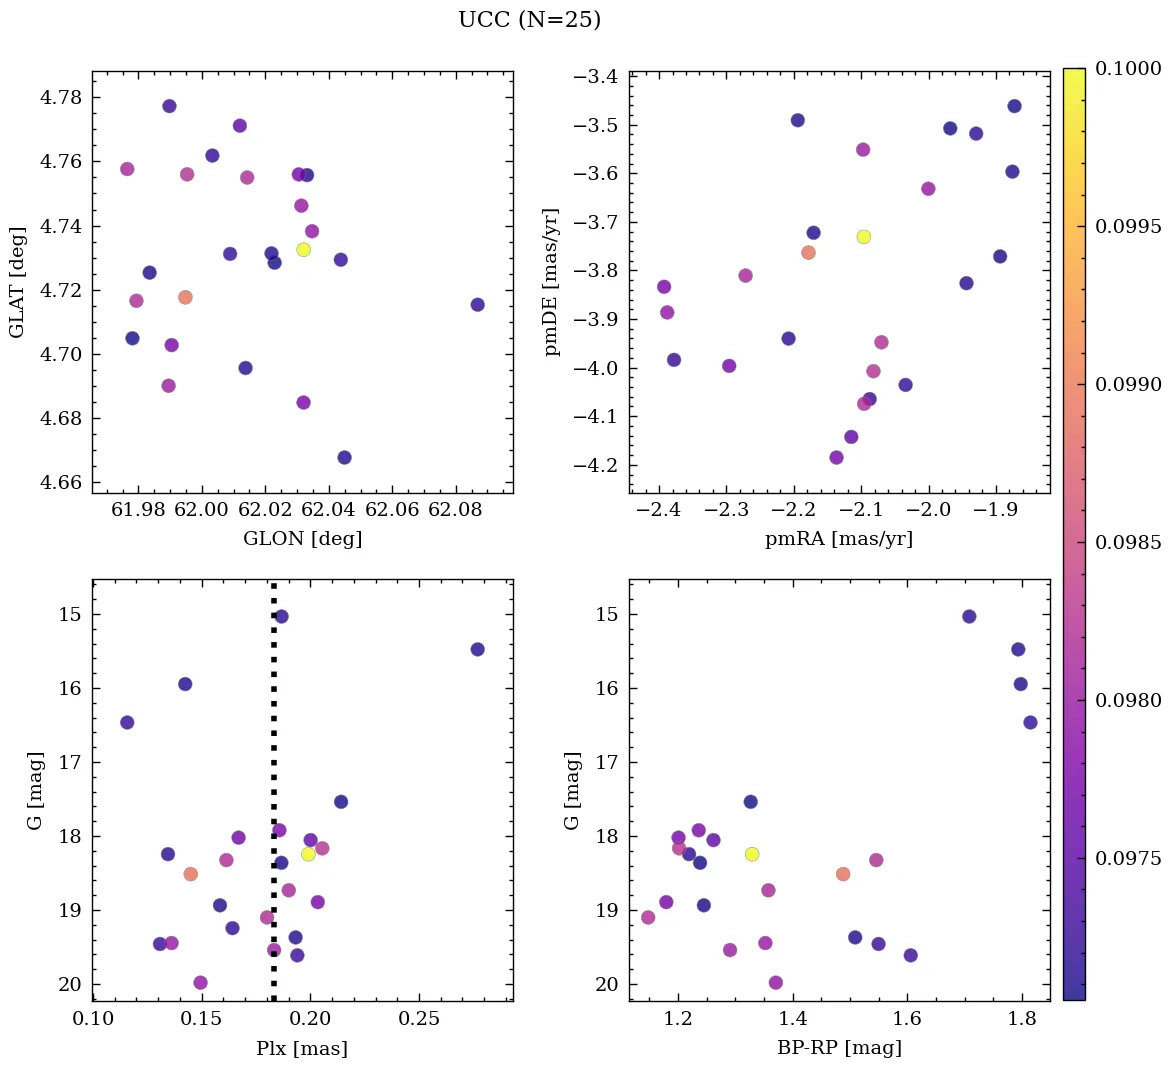 UCC (N=25)
4.78
4.76
4.74
4.72
4.70
4.68
4.66
GLAT [deg]
61.98 62.00 62.02 62.04 62.06 62.08
GLON [deg]
−3.4
−3.5
−3.6
−3.7
−3.8
−3.9
−4.0
−4.1
−4.2
pmDE [mas/yr]
−2.4 −2.3 −2.2 −2.1 −2.0 −1.9
pmRA [mas/yr]
15
16
17
18
19
20
G [mag]
0.10 0.15 0.20 0.25
Plx [mas]
15
16
17
18
19
20
G [mag]
1.2 1.4 1.6 1.8
BP-RP [mag]
0.1000
0.0995
0.0990
0.0985
0.0980
0.0975